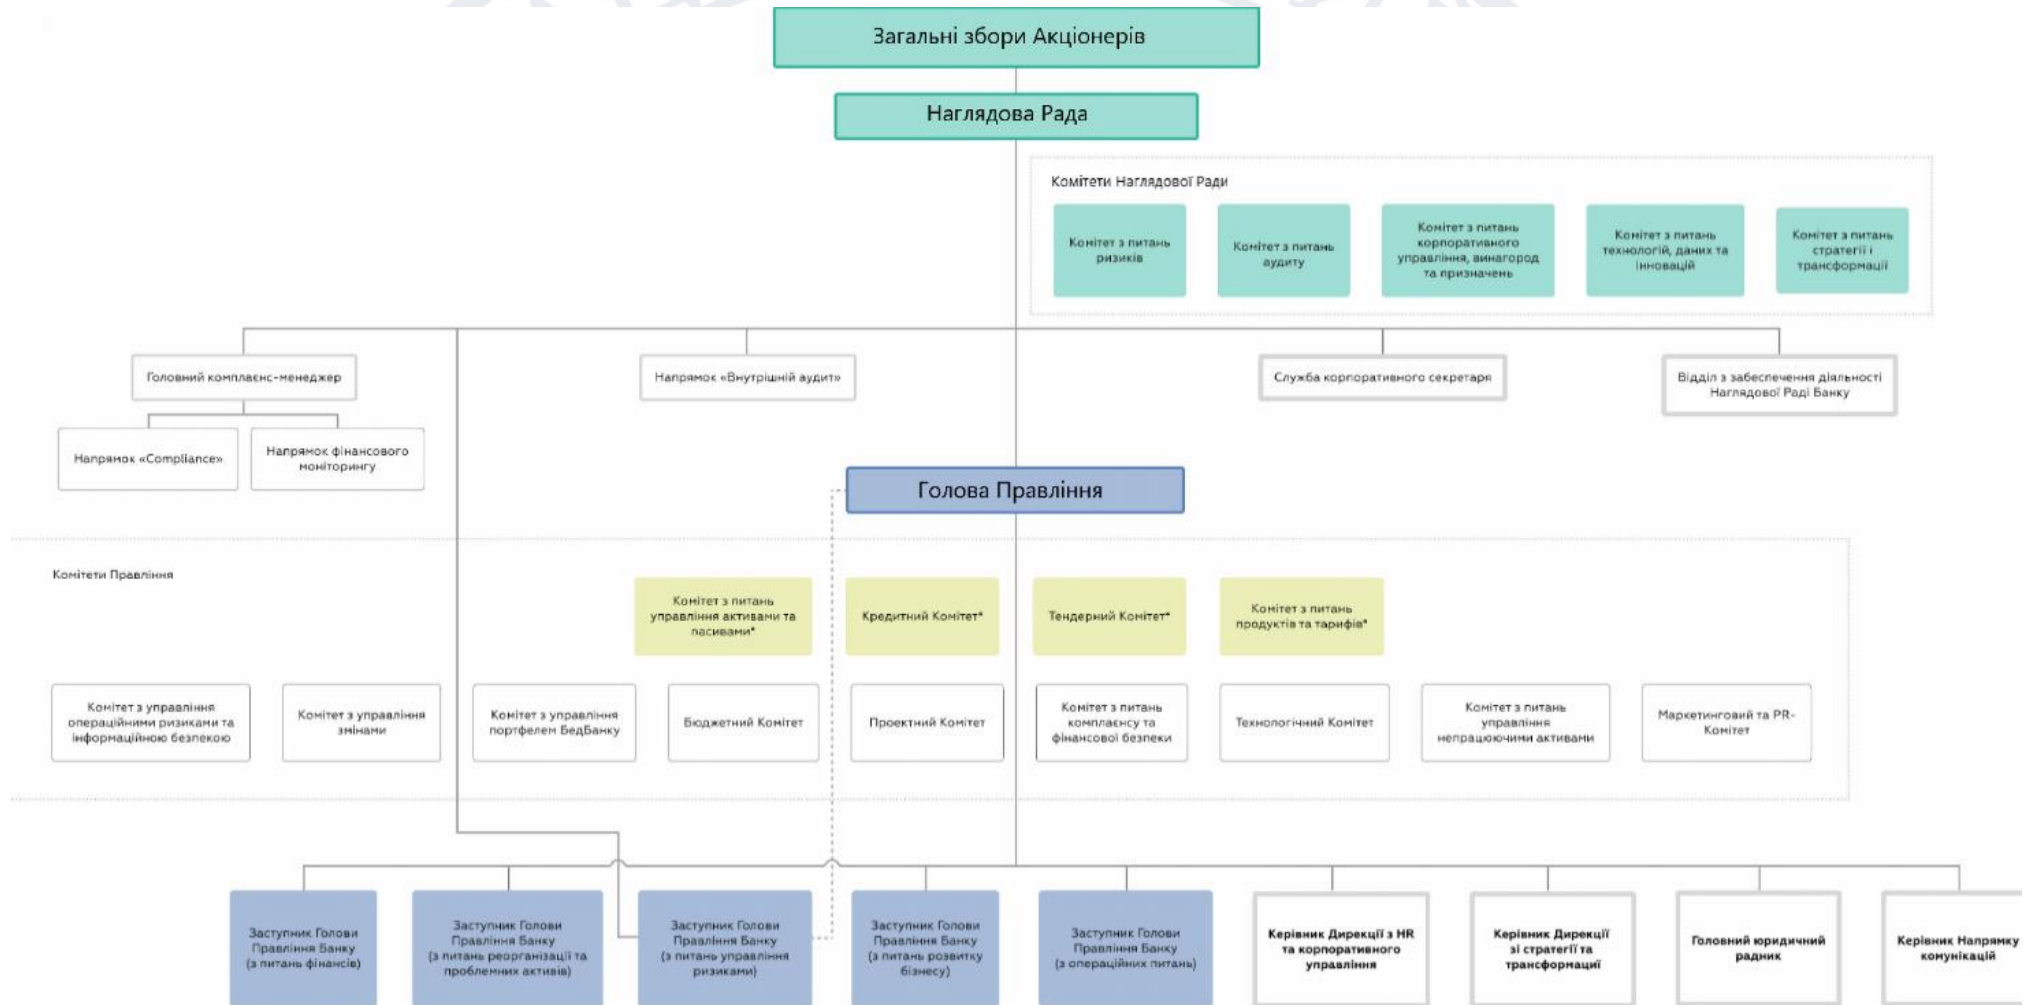 Загальні збори Акціонерів
Наглядова Рада
Комітети Наглядової Ради
Комітет з питань
ризиків
Комітет з питань
аудиту
Комітет з питань
корпоративного
управління, винагород
та призначень
Комітет з питань
технологій, даних та
інновацій
Комітет з питань
стратегії і
трансформації
Головний комплаєнс-менеджер
Напрямок «Внутрішній аудит»
Служба корпоративного секретаря
Відділ з забеспечення діяльності
Наглядової Раді Банку
Напрямок «Compliance»
Напрямок фінансового
моніторингу
Голова Правління
Комітети Правління
Комітет з питань
управління активами та
пасивами*
Кредитний Комітет*
Тендерний Комітет*
Комітет з питань
продуктів та тарифів*
Комітет з управління
операційними ризиками та
інформаційною безпекою
Комітет з управління
змінами
Комітет з управління
портфелем БедБанку
Бюджетний Комітет
Проектний Комітет
Комітет з питань
комплаєнсу та
фінансової безпеки
Технологічний Комітет
Комітет з питань
управління
непрацюючими активами
Маркетинговий та PR-
Комітет
Заступник Голови
Правління Банку
(з питань фінансів)
Заступник Голови
Правління Банку
(з питань реорганізації та
проблемних активів)
Заступник Голови
Правління Банку
(з питань управління
ризиками)
Заступник Голови
Правління Банку
(з питань розвитку
бізнесу)
Заступник Голови
Правління Банку
(з операційних питань)
Керівник Дирекції з HR
та корпоративного
управління
Керівник Дирекції
зі стратегії та
трансформації
Головний юридичний
радник
Керівник Напрямку
комунікацій